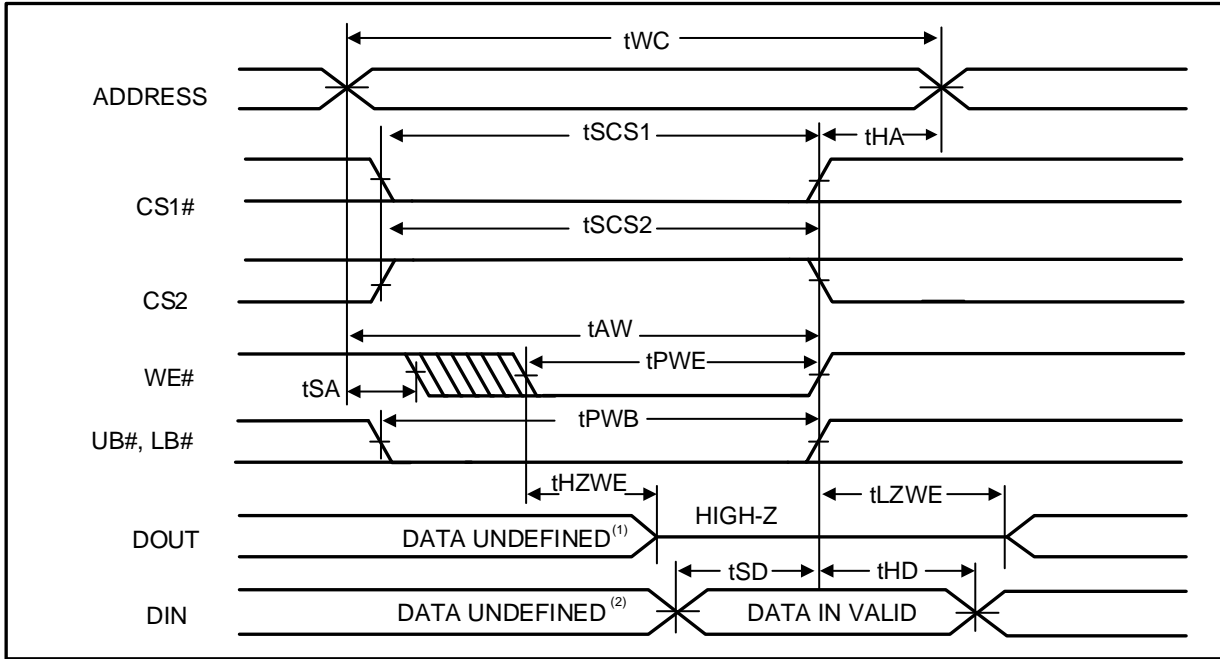 tWC
ADDRESS
tSCS1
tHA
CS1#
tSCS2
CS2
tAW
WE#
tPWE
tSA
tPWB
UB#, LB#
tHZWE
tLZWE
DOUT
DATA UNDEFINED(1)
HIGH-Z
tSD
tHD
DIN
DATA UNDEFINED (2)
DATA IN VALID